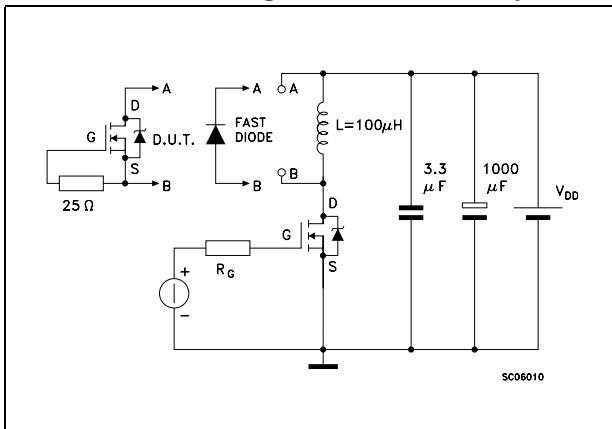 A
D
G
D.U.T.
S
B
25 Ω
A
FAST
DIODE
B
A
L=100μH
B
D
G
S
R_G
+
−
3.3
μF
1000
μF
V_DD
SC06010